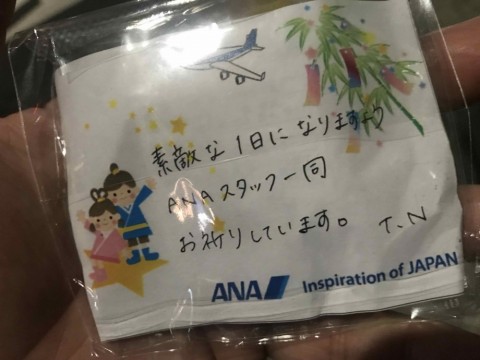 素敵な1日になりますよう
ANAスタッフ一同
お祈りしています。 T.N
ANA Inspiration of JAPAN